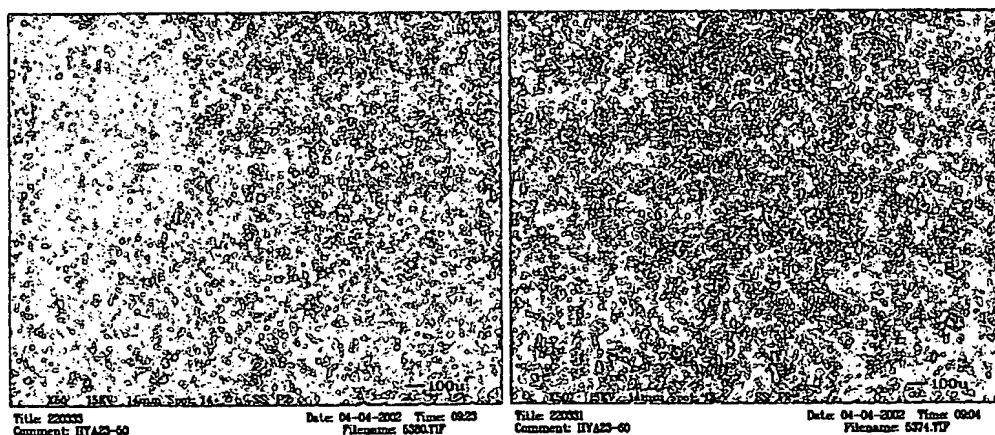 100u
Title: 220333 Date: 04-04-2002 Time: 09:23
Comment: HYA23-50 Filename: 5380.TIF
100u
Title: 220331 Date: 04-04-2002 Time: 09:04
Comment: HYA23-60 Filename: 5374.TIF